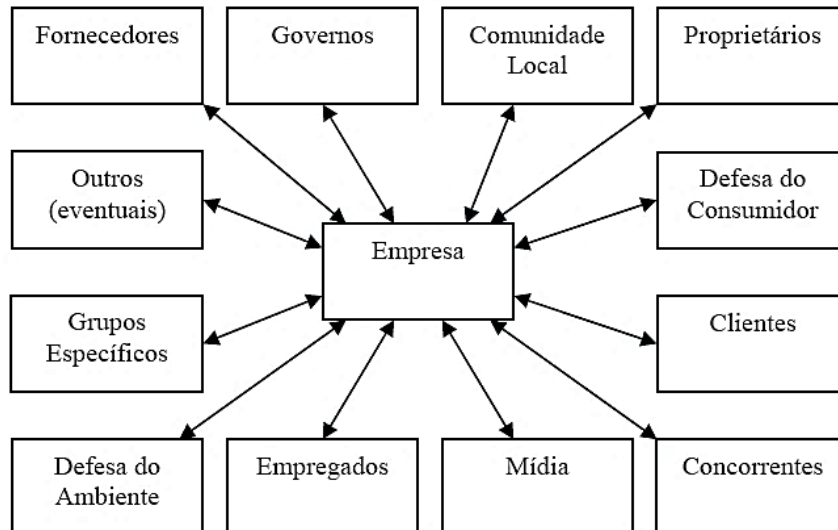 Fornecedores
Governos
Comunidade
Local
Proprietários
Outros
(eventuais)
Defesa do
Consumidor
Empresa
Grupos
Específicos
Clientes
Defesa do
Ambiente
Empregados
Mídia
Concorrentes